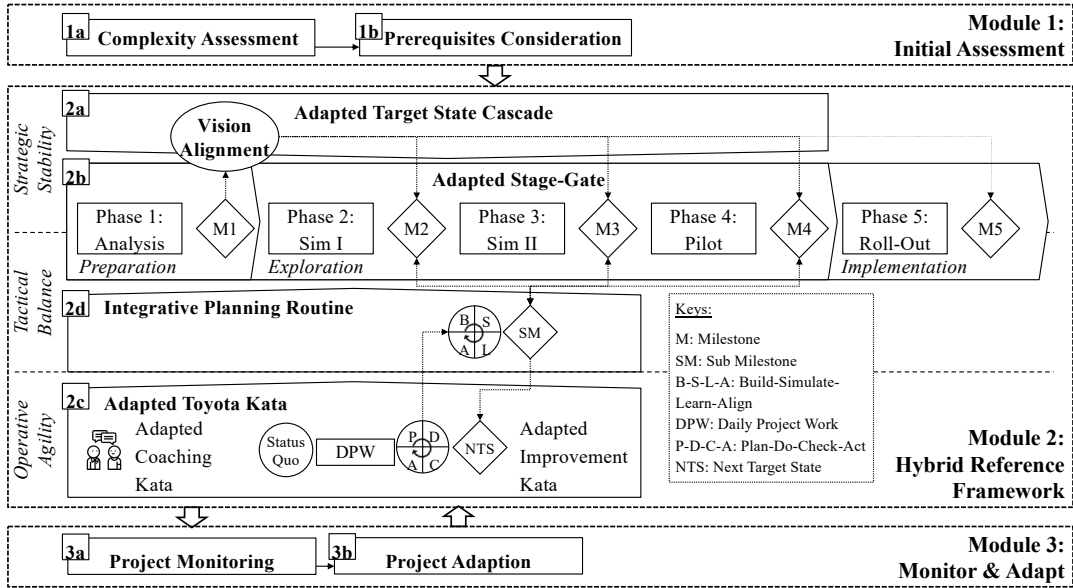 1a
Complexity Assessment
1b
Prerequisites Consideration
Module 1:
Initial Assessment
Strategic
Stability
Tactical
Balance
Operative
Agility
2a
Adapted Target State Cascade
Vision
Alignment
2b
Adapted Stage-Gate
Phase 1:
Analysis
M1
Phase 2:
Sim I
M2
Phase 3:
Sim II
M3
Phase 4:
Pilot
M4
Phase 5:
Roll-Out
M5
Preparation
Exploration
Implementation
2d
Integrative Planning Routine
B
S
A
L
SM
Keys:
M: Milestone
SM: Sub Milestone
B-S-L-A: Build-Simulate-
Learn-Align
DPW: Daily Project Work
P-D-C-A: Plan-Do-Check-Act
NTS: Next Target State
2c
Adapted Toyota Kata
Adapted
Coaching
Kata
Status
Quo
DPW
P
D
A
C
NTS
Adapted
Improvement
Kata
Module 2:
Hybrid Reference
Framework
3a
Project Monitoring
3b
Project Adaption
Module 3:
Monitor & Adapt